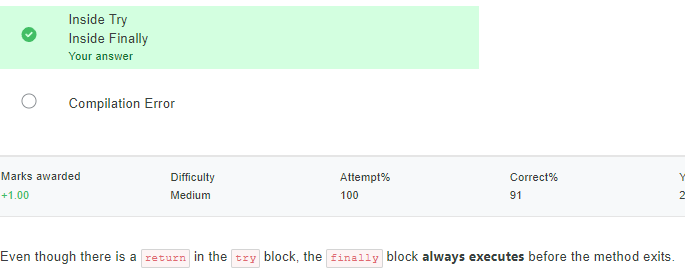 Inside Try
Inside Finally
Your answer
Compilation Error
Marks awarded Difficulty Attempt% Correct% Y
+1.00 Medium 100 91 2
Even though there is a return in the try block, the finally block always executes before the method exits.